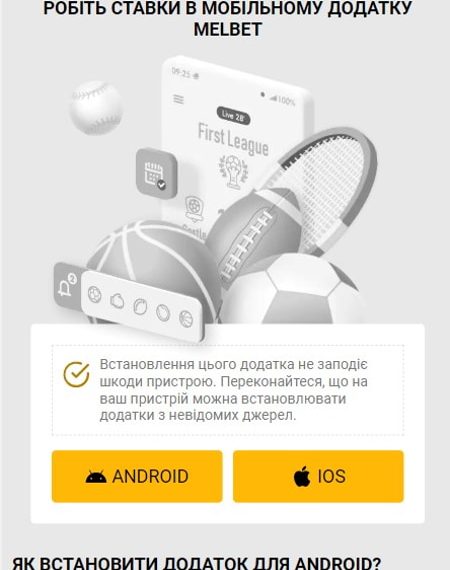 РОБІТЬ СТАВКИ В МОБІЛЬНОМУ ДОДАТКУ
MELBET
09:25
100%
Live 28'
First League
2
Встановлення цього додатка не заподіє
шкоди пристрою. Переконайтеся, що на
ваш пристрій можна встановлювати
додатки з невідомих джерел.
ANDROID
IOS
ЯК ВСТАНОВИТИ ДОДАТОК ДЛЯ ANDROID?